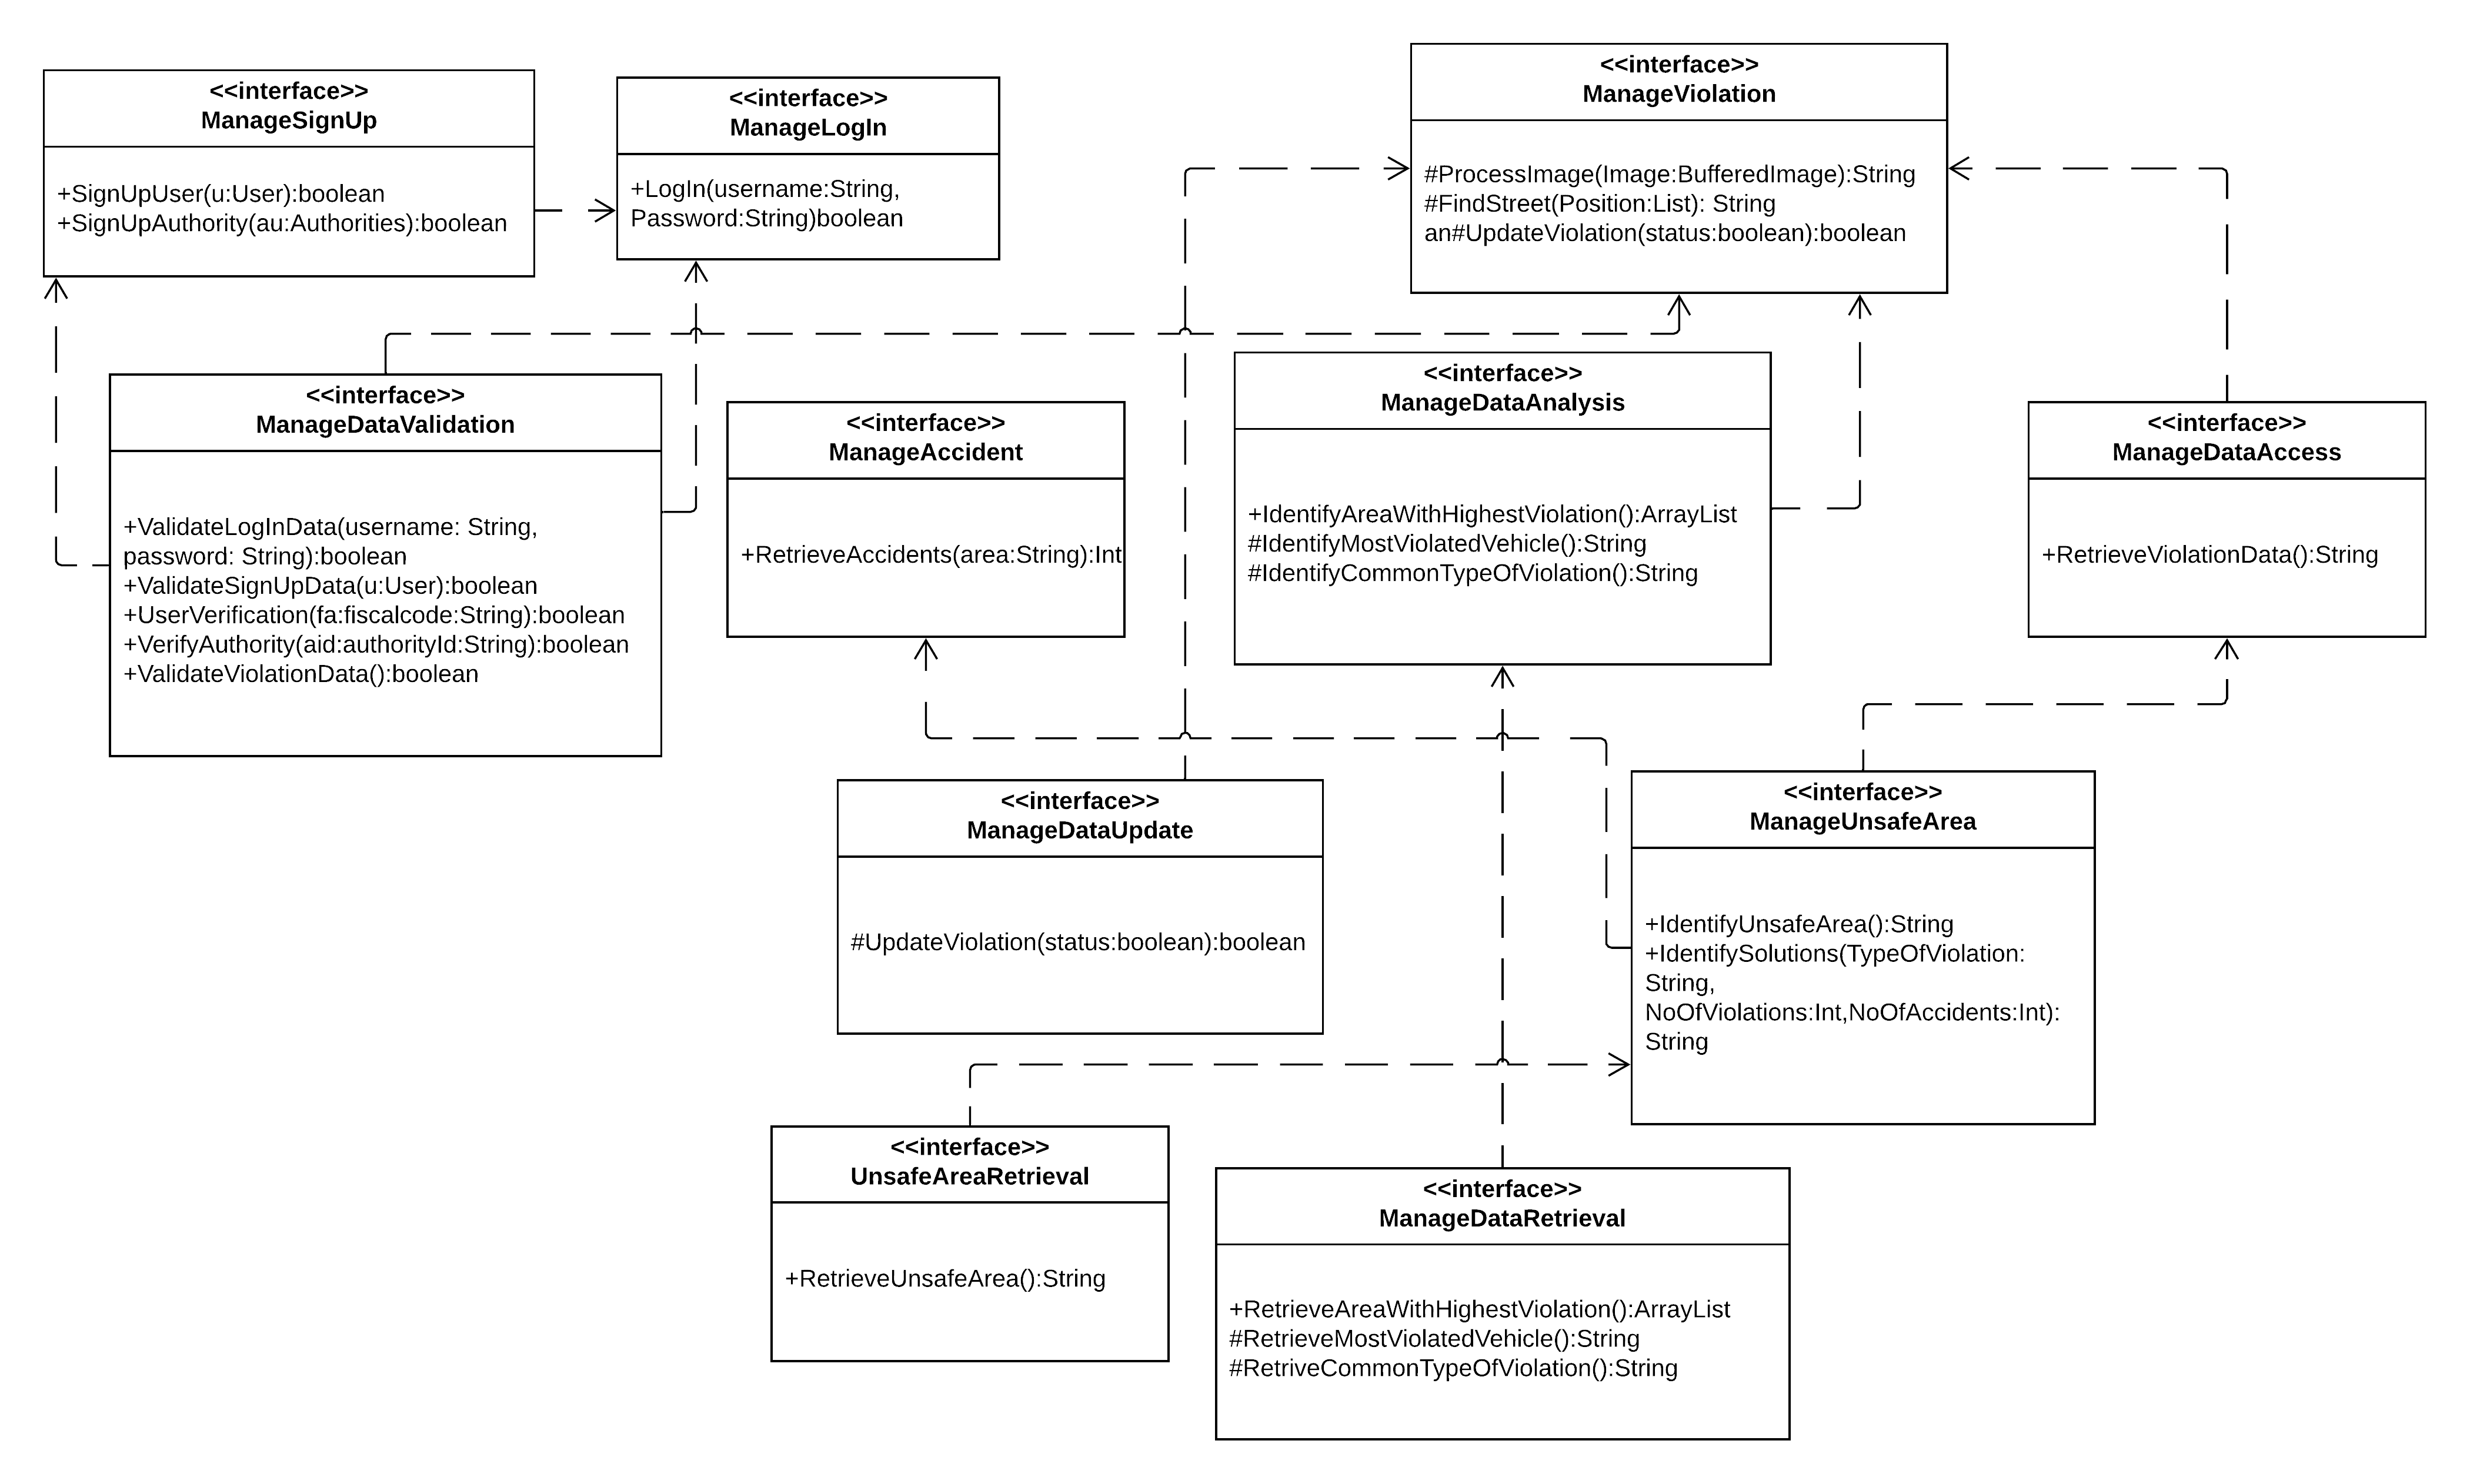 <<interface>>
ManageSignUp
+SignUpUser(u:User):boolean
+SignUpAuthority(au:Authorities):boolean
<<interface>>
ManageLogIn
+LogIn(username:String,
Password:String)boolean
<<interface>>
ManageViolation
#ProcessImage(Image:BufferedImage):String
#FindStreet(Position:List): String
an#UpdateViolation(status:boolean):boolean
<<interface>>
ManageDataValidation
+ValidateLogInData(username: String,
password: String):boolean
+ValidateSignUpData(u:User):boolean
+UserVerification(fa:fiscalcode:String):boolean
+VerifyAuthority(aid:authorityId:String):boolean
+ValidateViolationData():boolean
<<interface>>
ManageAccident
+RetrieveAccidents(area:String):Int
<<interface>>
ManageDataAnalysis
+IdentifyAreaWithHighestViolation():ArrayList
#IdentifyMostViolatedVehicle():String
#IdentifyCommonTypeOfViolation():String
<<interface>>
ManageDataAccess
+RetrieveViolationData():String
<<interface>>
ManageDataUpdate
#UpdateViolation(status:boolean):boolean
<<interface>>
ManageUnsafeArea
+IdentifyUnsafeArea():String
+IdentifySolutions(TypeOfViolation:
String,
NoOfViolations:Int,NoOfAccidents:Int):
String
<<interface>>
UnsafeAreaRetrieval
+RetrieveUnsafeArea():String
<<interface>>
ManageDataRetrieval
+RetrieveAreaWithHighestViolation():ArrayList
#RetrieveMostViolatedVehicle():String
#RetriveCommonTypeOfViolation():String